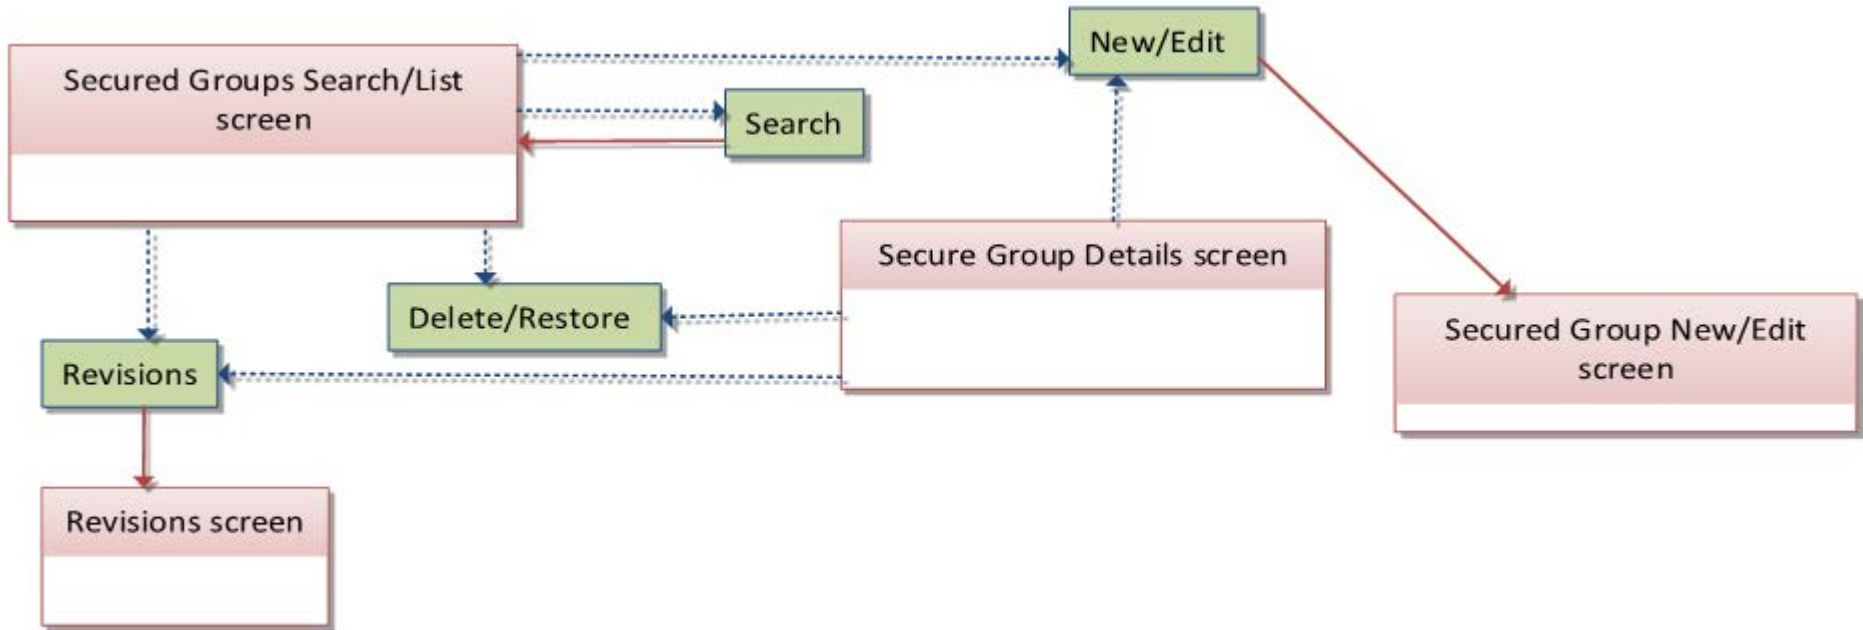 New/Edit
Secured Groups Search/List
screen
Search
Secure Group Details screen
Delete/Restore
Secured Group New/Edit
screen
Revisions
Revisions screen